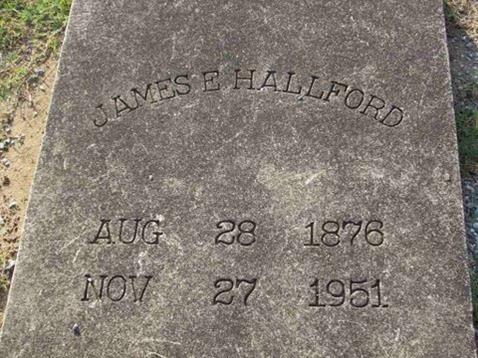 JAMES E HALLFORD
AUG 28 1876
NOV 27 1951